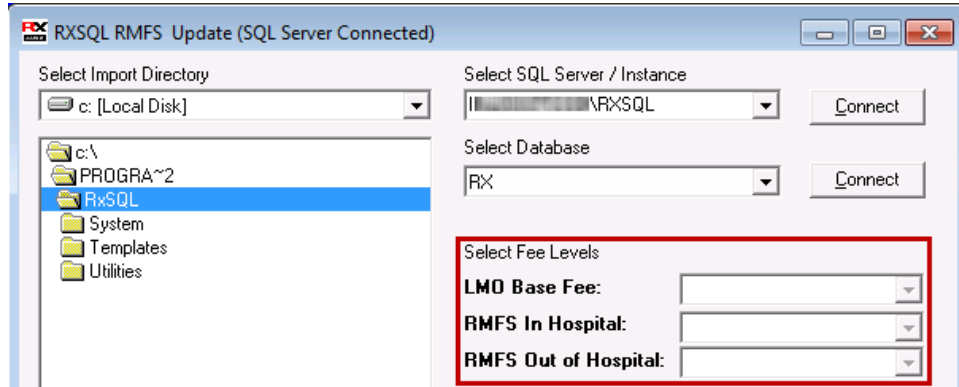 RX
RXSQL RMFS Update (SQL Server Connected)
Select Import Directory
c: [Local Disk]
c:\
PROGRA~2
RxSQL
System
Templates
Utilities
Select SQL Server / Instance
\RXSQL
Connect
Select Database
RX
Connect
Select Fee Levels
LMO Base Fee:
RMFS In Hospital:
RMFS Out of Hospital: